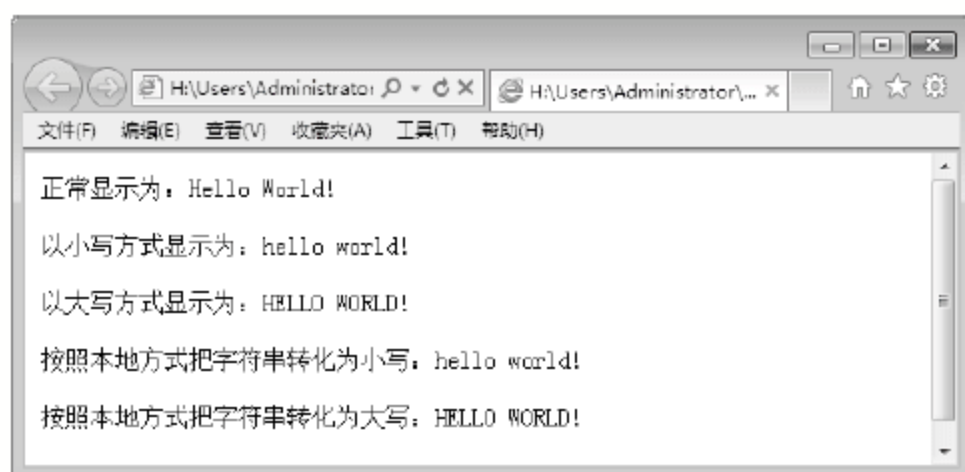 H:\Users\Administrator
H:\Users\Administrator\...
文件(F) 编辑(E) 查看(V) 收藏夹(A) 工具(T) 帮助(H)
正常显示为：Hello World!
以小写方式显示为：hello world!
以大写方式显示为：HELLO WORLD!
按照本地方式把字符串转化为小写：hello world!
按照本地方式把字符串转化为大写：HELLO WORLD!